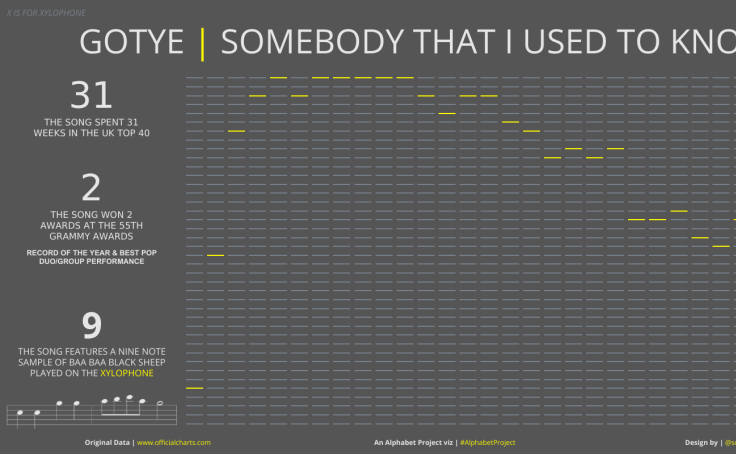 X IS FOR XYLOPHONE
GOTYE | SOMEBODY THAT I USED TO KNO
31
THE SONG SPENT 31
WEEKS IN THE UK TOP 40
2
THE SONG WON 2
AWARDS AT THE 55TH
GRAMMY AWARDS
RECORD OF THE YEAR & BEST POP
DUO/GROUP PERFORMANCE
9
THE SONG FEATURES A NINE NOTE
SAMPLE OF BAA BAA BLACK SHEEP
PLAYED ON THE XYLOPHONE
Original Data | www.officialcharts.com
An Alphabet Project viz | #AlphabetProject
Design by |